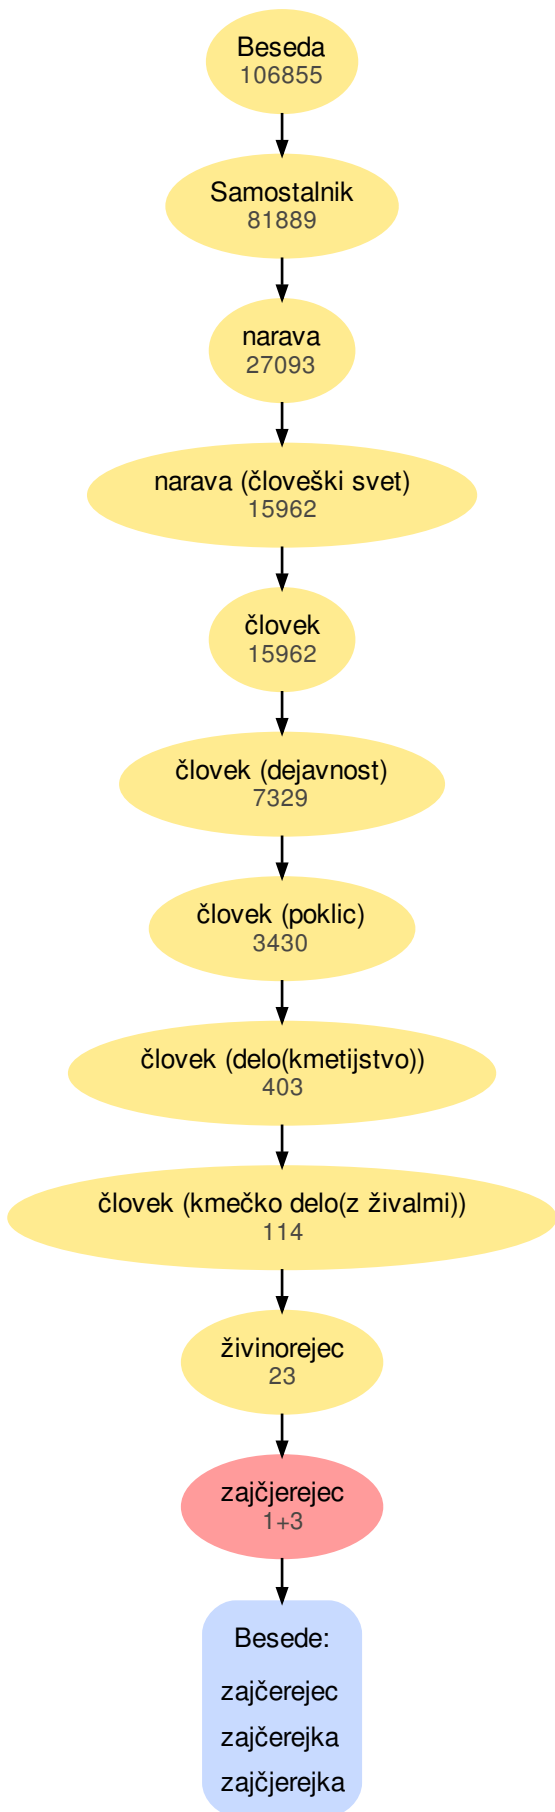 Beseda
106855
Samostalnik
81889
narava
27093
narava (človeški svet)
15962
človek
15962
človek (dejavnost)
7329
človek (poklic)
3430
človek (delo(kmetijstvo))
403
človek (kmečko delo(z živalmi))
114
živinorejec
23
zajčjerejec
1+3
Besede:
zajčerejec
zajčerejka
zajčjerejka